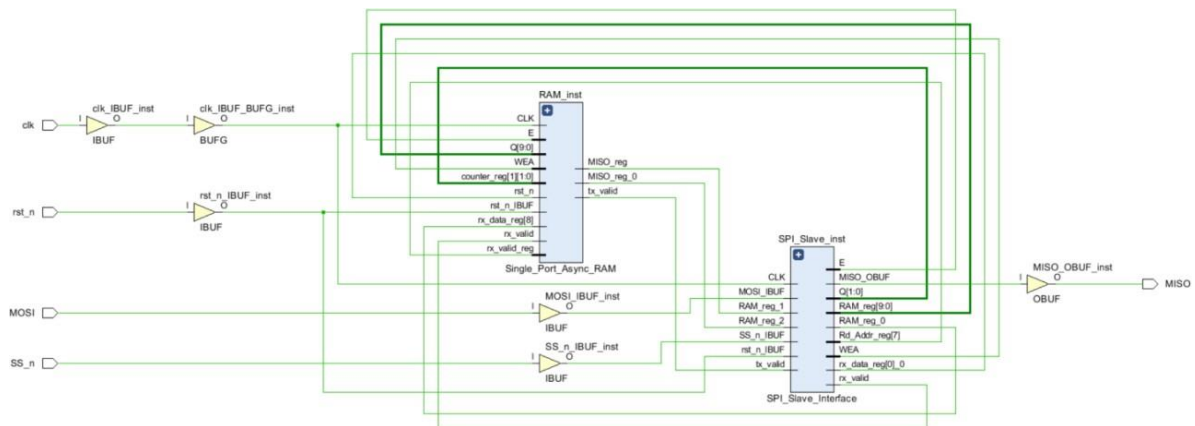 clk
I
clk_IBUF_inst
O
IBUF
I
clk_IBUF_BUFG_inst
O
BUFG
rst_n
I
rst_n_IBUF_inst
O
IBUF
MOSI
I
MOSI_IBUF_inst
O
IBUF
SS_n
I
SS_n_IBUF_inst
O
IBUF
RAM_inst
CLK
E
Q[9:0]
WEA
counter_reg[1][1:0]
rst_n
rst_n_IBUF
rx_data_reg[8]
rx_valid
rx_valid_reg
MISO_reg
MISO_reg_0
tx_valid
Single_Port_Async_RAM
SPI_Slave_inst
CLK
MOSI_IBUF
RAM_reg_1
RAM_reg_2
SS_n_IBUF
rst_n_IBUF
tx_valid
E
MISO_OBUF
Q[1:0]
RAM_reg[9:0]
RAM_reg_0
Rd_Addr_reg[7]
WEA
rx_data_reg[0]_0
rx_valid
SPI_Slave_Interface
I
MISO_OBUF_inst
O
OBUF
MISO